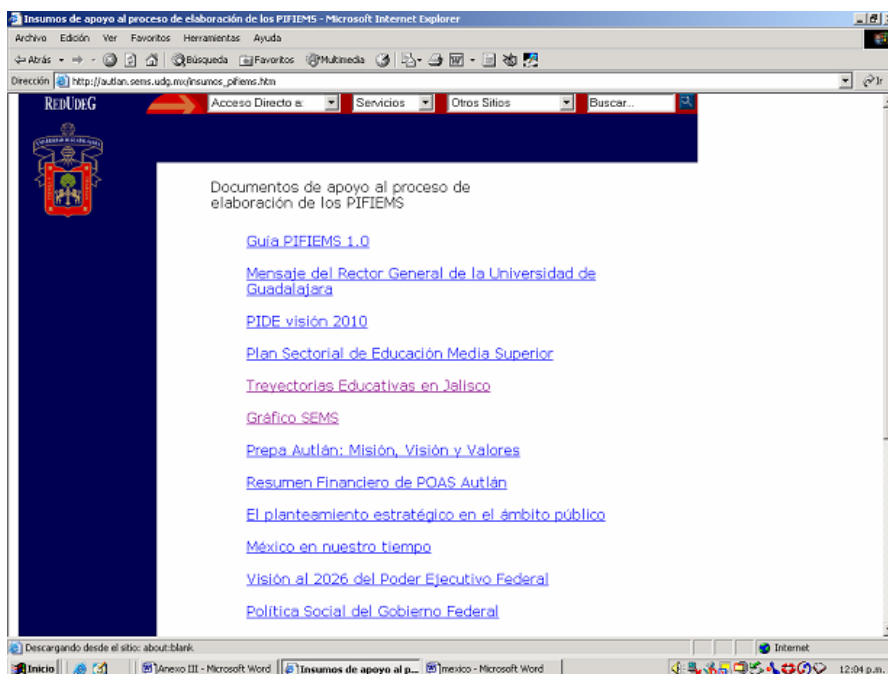 Insumos de apoyo al proceso de elaboración de los PIFIEMS - Microsoft Internet Explorer
Archivo Edición Ver Favoritos Herramientas Ayuda
Atrás Búsqueda Favoritos Multimedia
Dirección http://autlan.sems.udg.mx/insumos_pifiems.htm Ir
REDUDEG Acceso Directo a: Servicios Otros Sitios Buscar...
Documentos de apoyo al proceso de
elaboración de los PIFIEMS
Guía PIFIEMS 1.0
Mensaje del Rector General de la Universidad de
Guadalajara
PIDE visión 2010
Plan Sectorial de Educación Media Superior
Treyectorias Educativas en Jalisco
Gráfico SEMS
Prepa Autlán: Misión, Visión y Valores
Resumen Financiero de POAS Autlán
El planteamiento estratégico en el ámbito público
México en nuestro tiempo
Visión al 2026 del Poder Ejecutivo Federal
Política Social del Gobierno Federal
Descargando desde el sitio: about:blank Internet
Inicio Anexo III - Microsoft Word Insumos de apoyo al p... mexico - Microsoft Word 12:04 p.m.